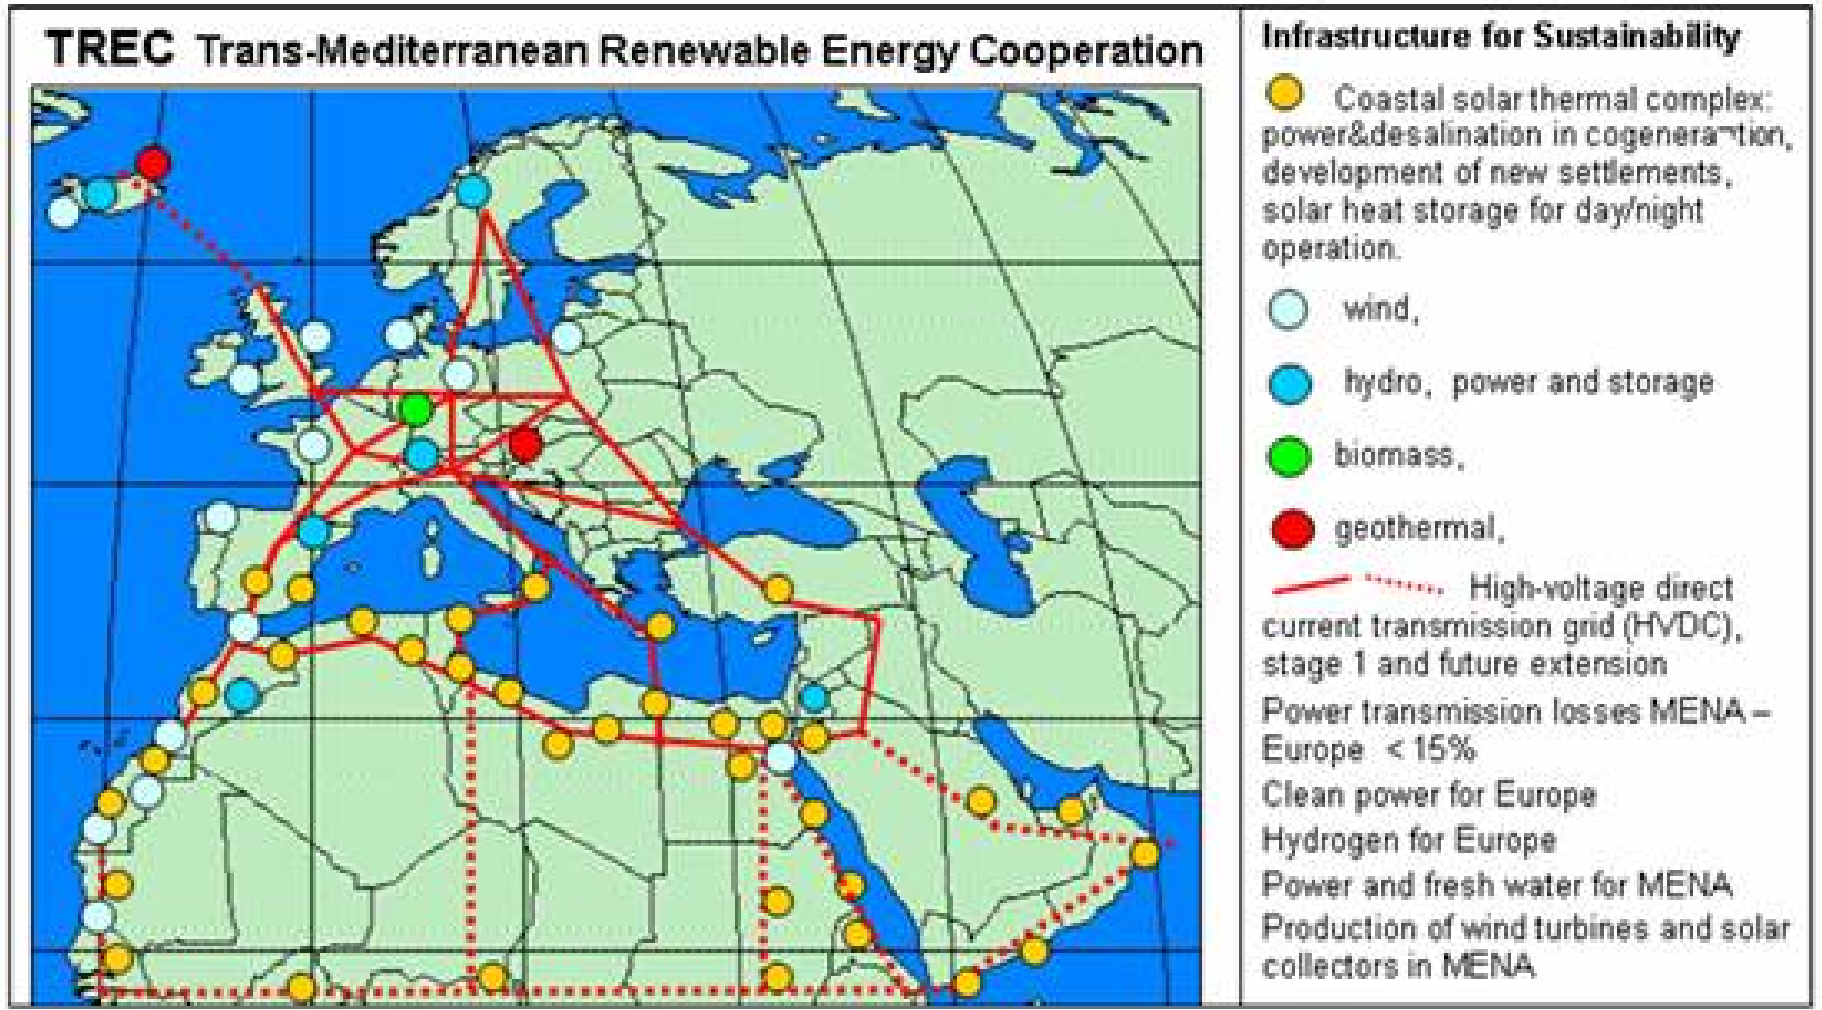 TREC Trans-Mediterranean Renewable Energy Cooperation
Infrastructure for Sustainability
Coastal solar thermal complex:
power&desalination in cogenera¬tion,
development of new settlements,
solar heat storage for day/night
operation.
wind,
hydro, power and storage
biomass,
geothermal,
High-voltage direct
current transmission grid (HVDC),
stage 1 and future extension
Power transmission losses MENA –
Europe < 15%
Clean power for Europe
Hydrogen for Europe
Power and fresh water for MENA
Production of wind turbines and solar
collectors in MENA